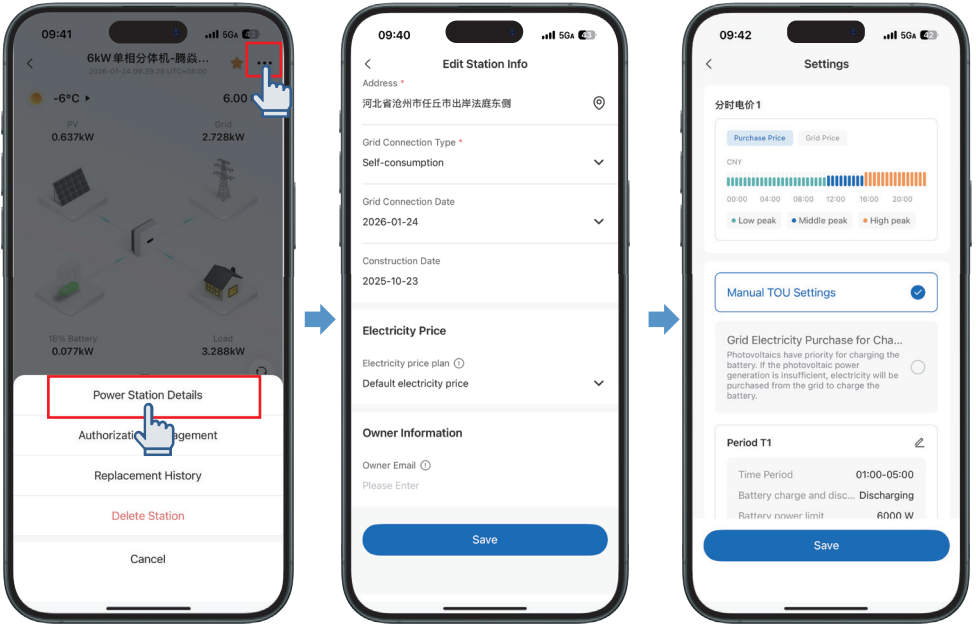 09:41
5GA 43
6kW单相分体机-腾焱...
2026-01-24 09:39:28 UTC+08:00
-6°C
6.00
PV
0.637kW
Grid
2.728kW
18% Battery
0.077kW
Load
3.288kW
Power Station Details
Authorizati agement
Replacement History
Delete Station
Cancel
09:40
5GA 43
Edit Station Info
Address *
河北省沧州市任丘市出岸法庭东侧
Grid Connection Type *
Self-consumption
Grid Connection Date
2026-01-24
Construction Date
2025-10-23
Electricity Price
Electricity price plan
Default electricity price
Owner Information
Owner Email
Please Enter
Save
09:42
5GA 42
Settings
分时电价1
Purchase Price Grid Price
CNY
00:00 04:00 08:00 12:00 16:00 20:00
Low peak Middle peak High peak
Manual TOU Settings
Grid Electricity Purchase for Cha...
Photovoltaics have priority for charging the
battery. If the photovoltaic power
generation is insufficient, electricity will be
purchased from the grid to charge the
battery.
Period T1
Time Period 01:00-05:00
Battery charge and disc... Discharging
Battery power limit 6000 W
Save